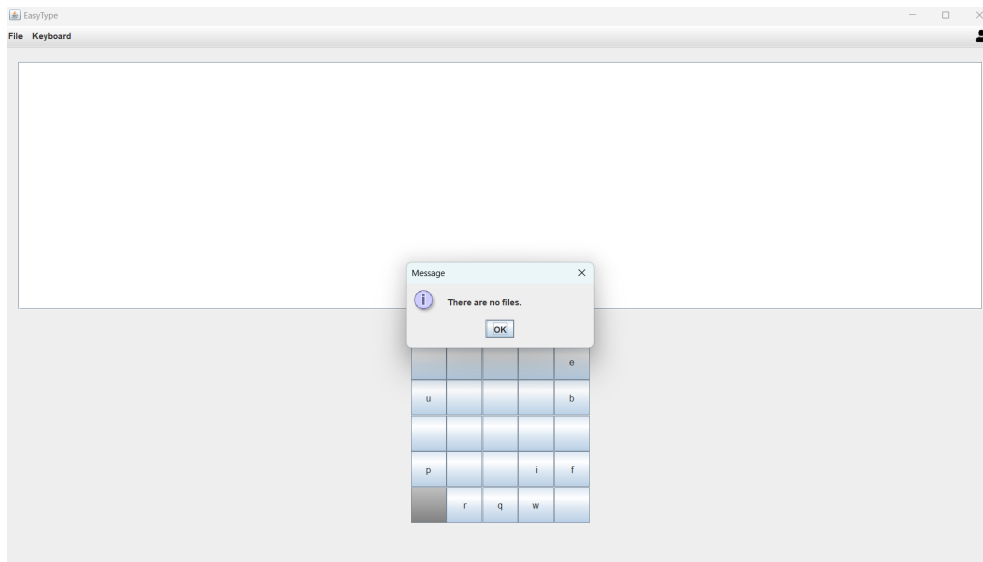 EasyType
File Keyboard
Message
There are no files.
OK
e
u b
p i f
r q w